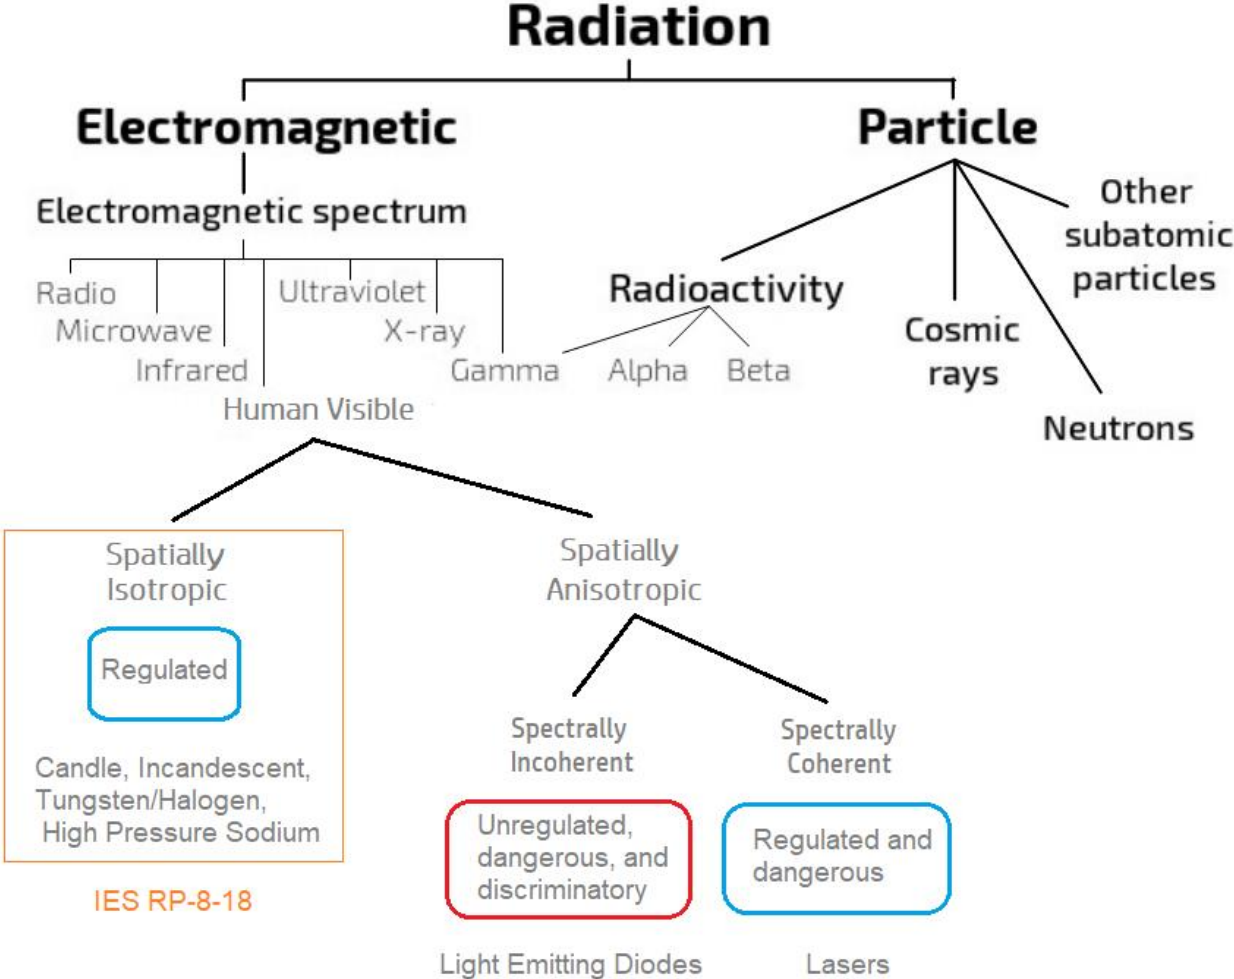 Radiation
Electromagnetic
Particle
Electromagnetic spectrum
Other
subatomic
particles
Radio
Ultraviolet
Radioactivity
Microwave
X-ray
Cosmic
rays
Infrared
Gamma
Alpha
Beta
Human Visible
Neutrons
Spatially
Isotropic
Spatially
Anisotropic
Regulated
Spectrally
Incoherent
Spectrally
Coherent
Candle, Incandescent,
Tungsten/Halogen,
High Pressure Sodium
Unregulated,
dangerous, and
discriminatory
Regulated and
dangerous
IES RP-8-18
Light Emitting Diodes
Lasers